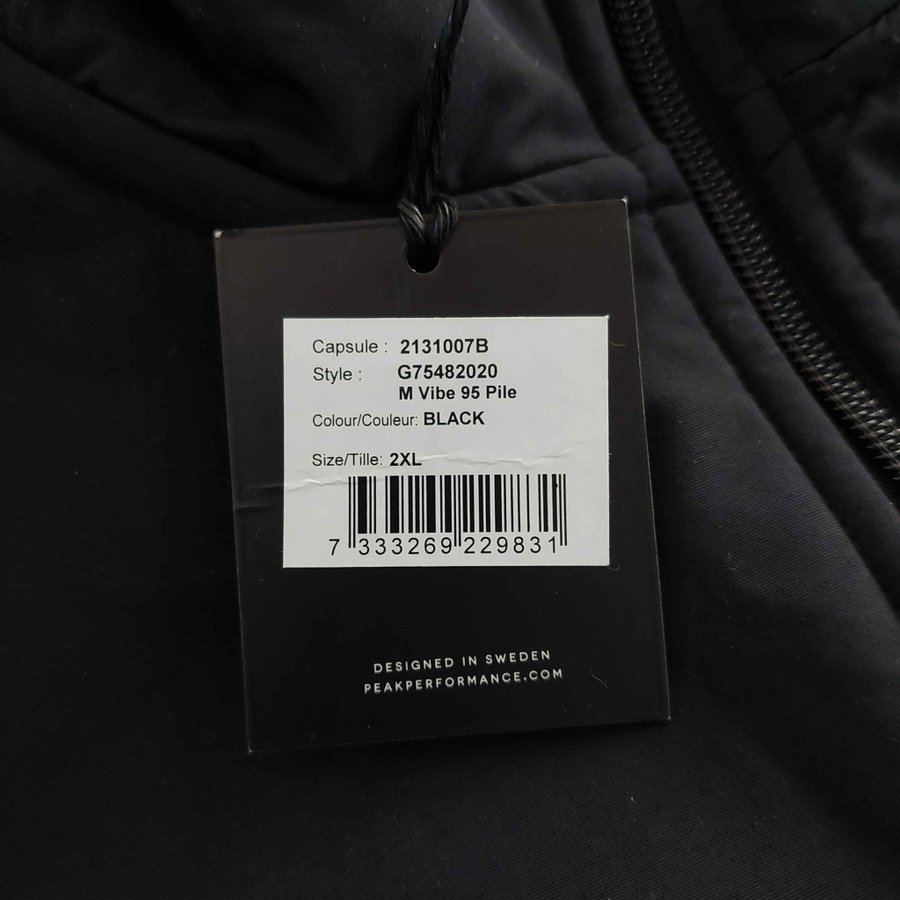 Capsule : 2131007B
Style : G75482020
M Vibe 95 Pile
Colour/Couleur: BLACK
Size/Tille: 2XL
7 333269 229831
DESIGNED IN SWEDEN
PEAKPERFORMANCE.COM